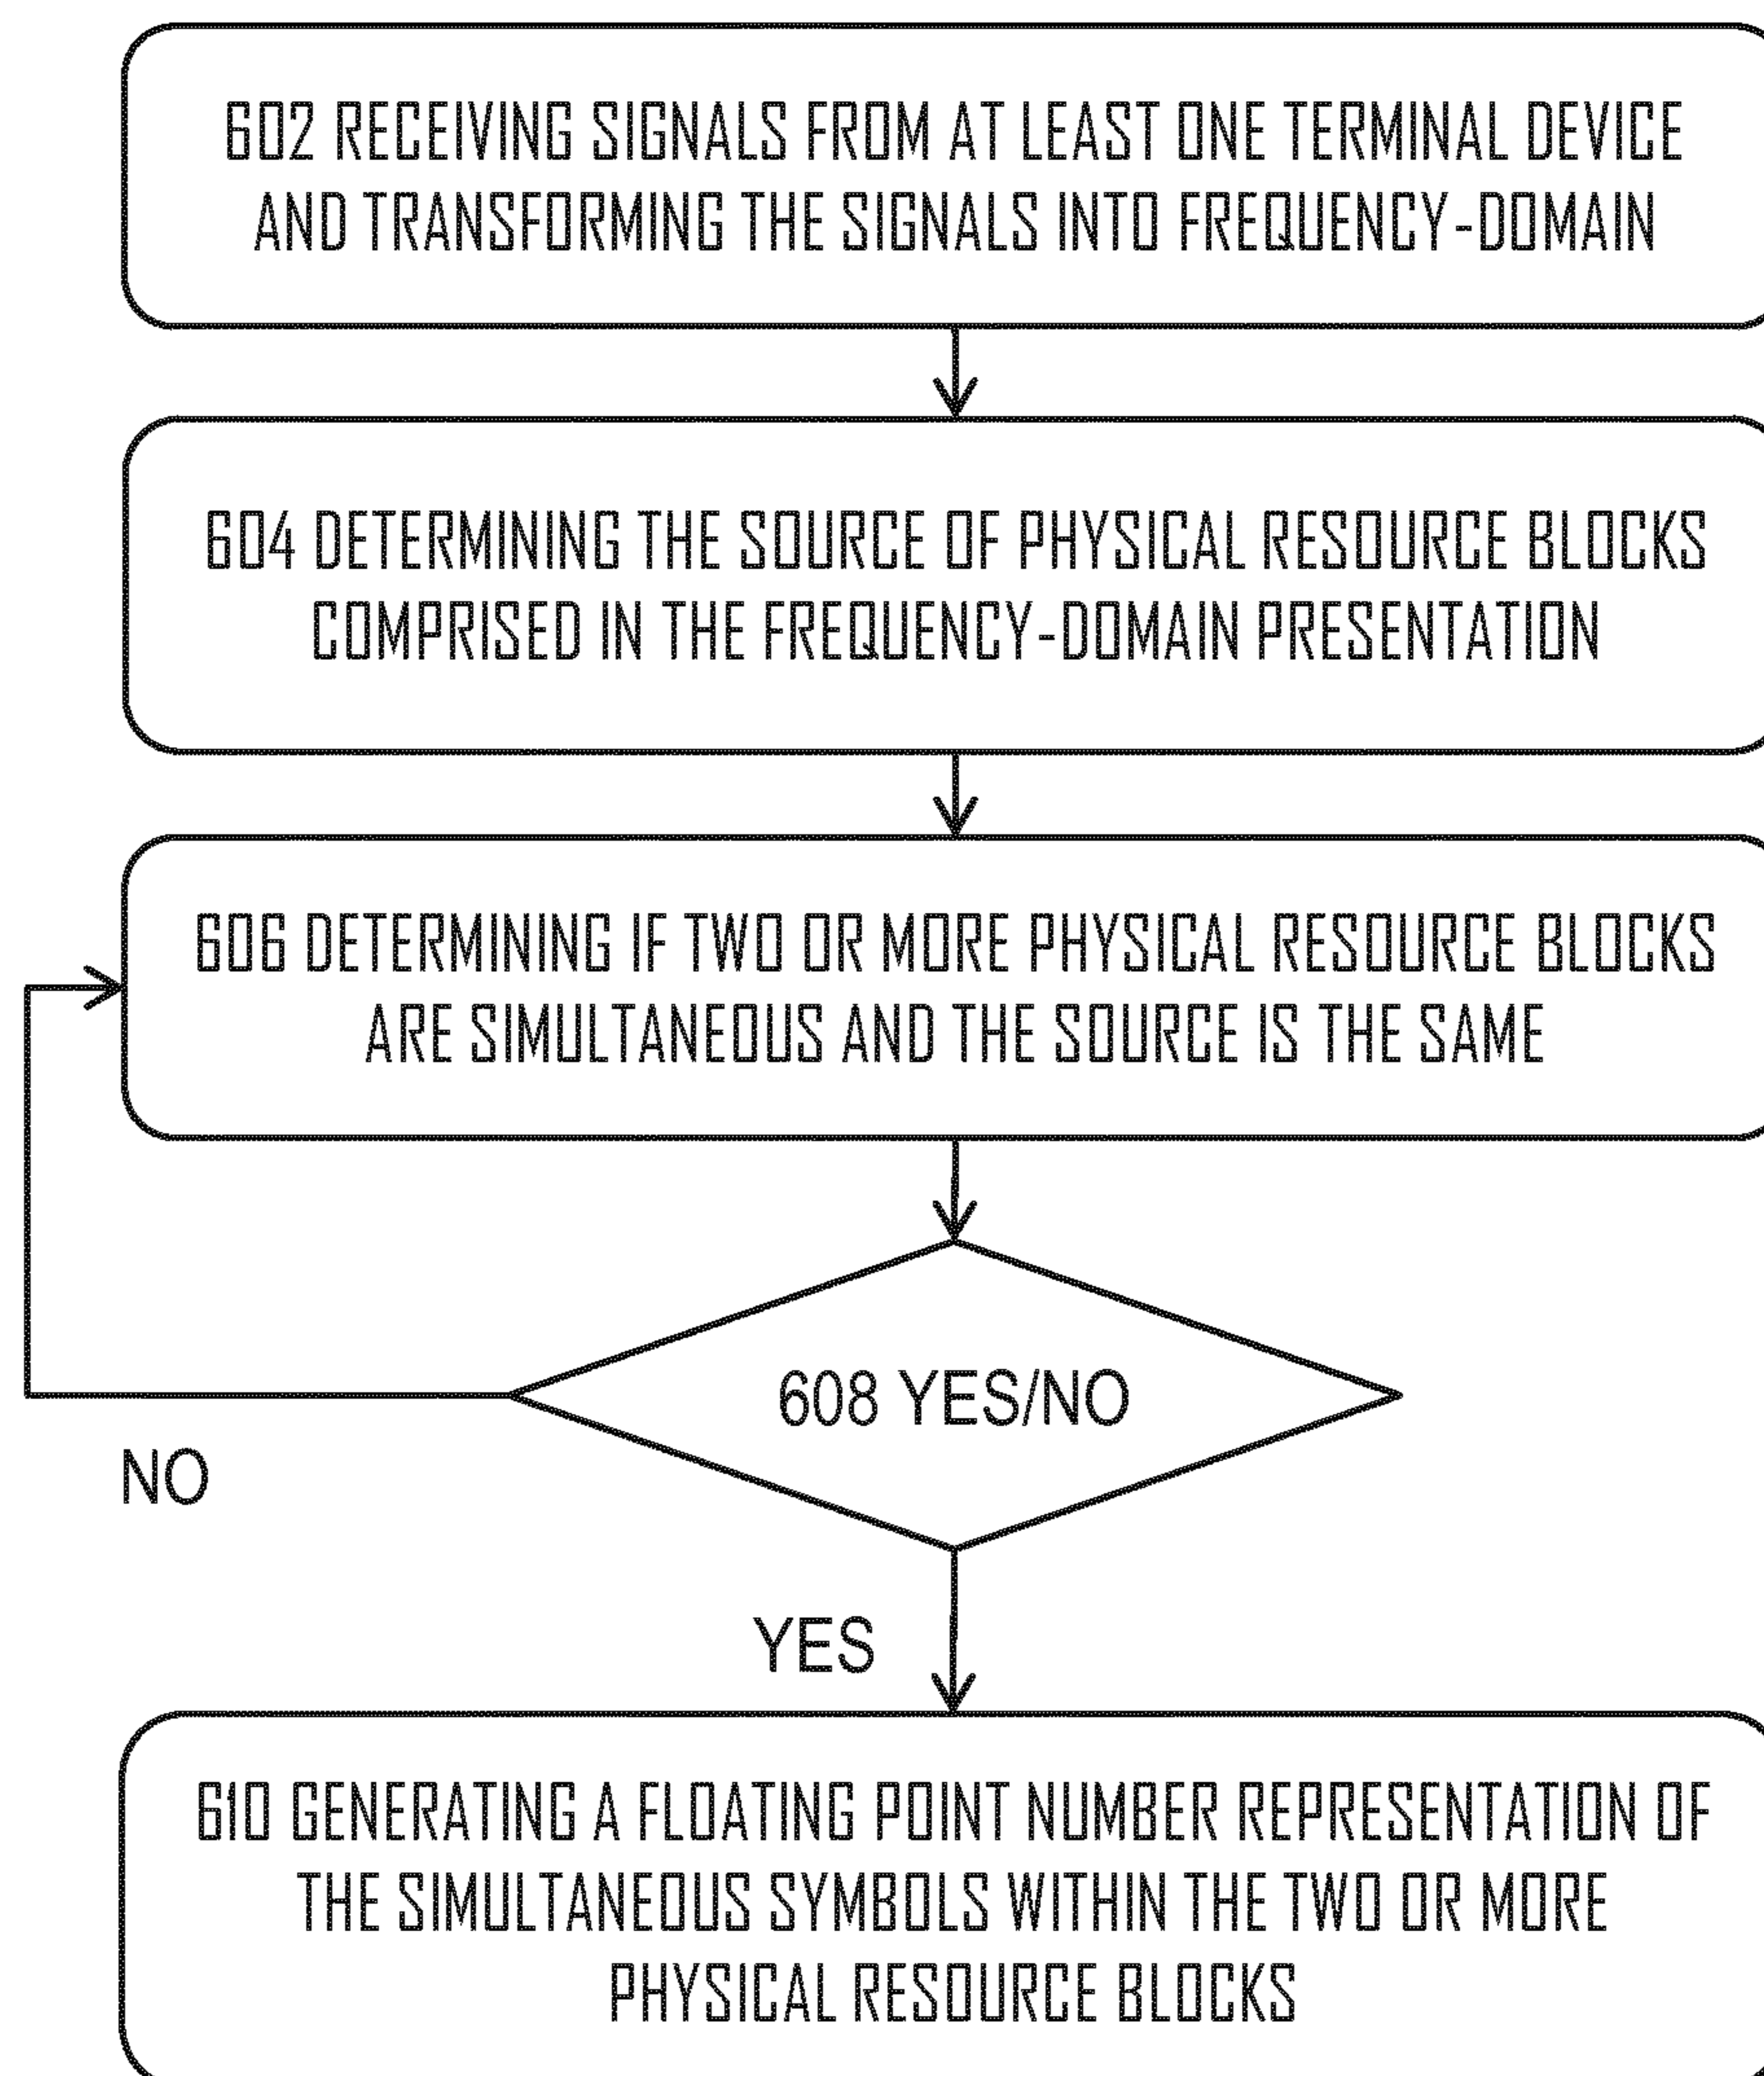 602 RECEIVING SIGNALS FROM AT LEAST ONE TERMINAL DEVICE
AND TRANSFORMING THE SIGNALS INTO FREQUENCY-DOMAIN
604 DETERMINING THE SOURCE OF PHYSICAL RESOURCE BLOCKS
COMPRISED IN THE FREQUENCY-DOMAIN PRESENTATION
606 DETERMINING IF TWO OR MORE PHYSICAL RESOURCE BLOCKS
ARE SIMULTANEOUS AND THE SOURCE IS THE SAME
608 YES/NO
NO
YES
610 GENERATING A FLOATING POINT NUMBER REPRESENTATION OF
THE SIMULTANEOUS SYMBOLS WITHIN THE TWO OR MORE
PHYSICAL RESOURCE BLOCKS